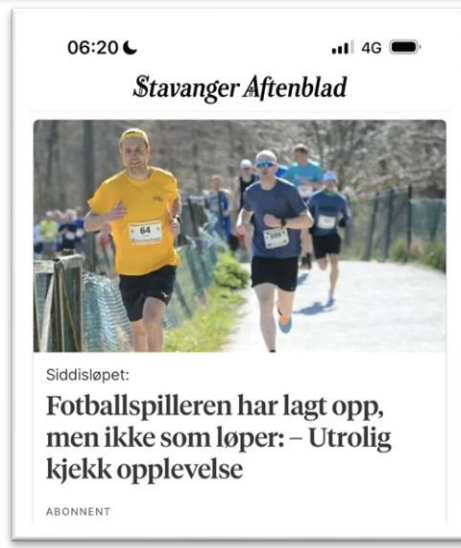 06:20
4G
Stavanger Aftenblad
64
Siddisløpet:
Fotballspilleren har lagt opp,
men ikke som løper: – Utrolig
kjekk opplevelse
ABONNENT